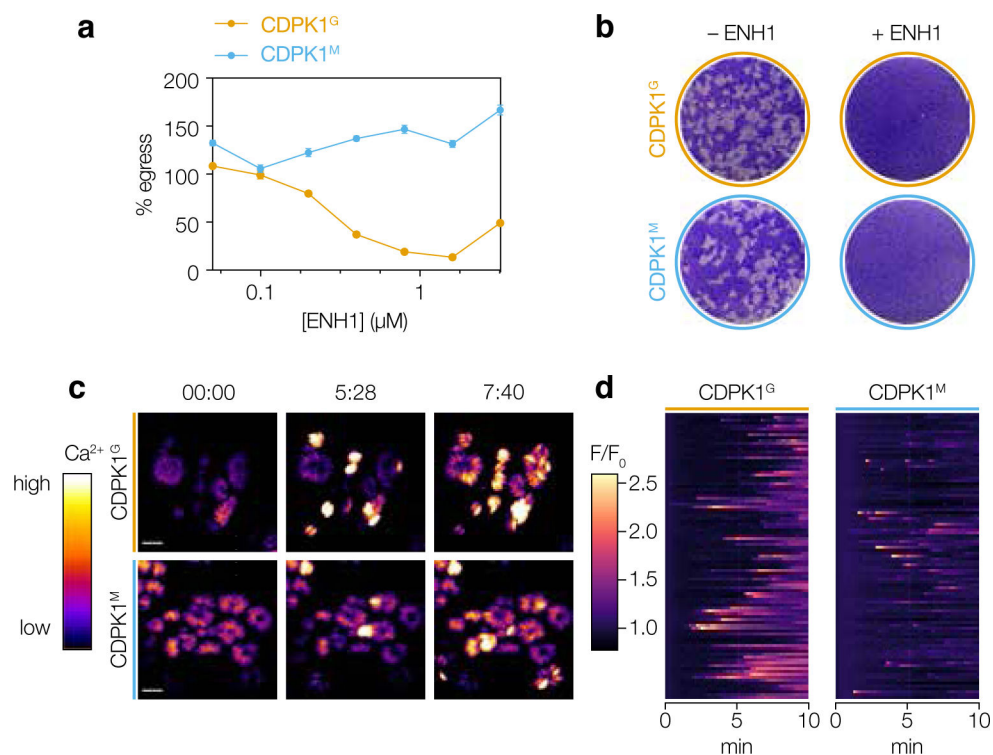 a
CDPK1ᴳ
CDPK1ᴹ
200
150
100
50
0
% egress
0.1
1
[ENH1] (µM)
b
– ENH1
+ ENH1
CDPK1ᴳ
CDPK1ᴹ
c
00:00
5:28
7:40
Ca²⁺
high
low
CDPK1ᴳ
CDPK1ᴹ
d
CDPK1ᴳ
CDPK1ᴹ
F/F₀
2.5
2.0
1.5
1.0
0
5
10
0
5
10
min
min